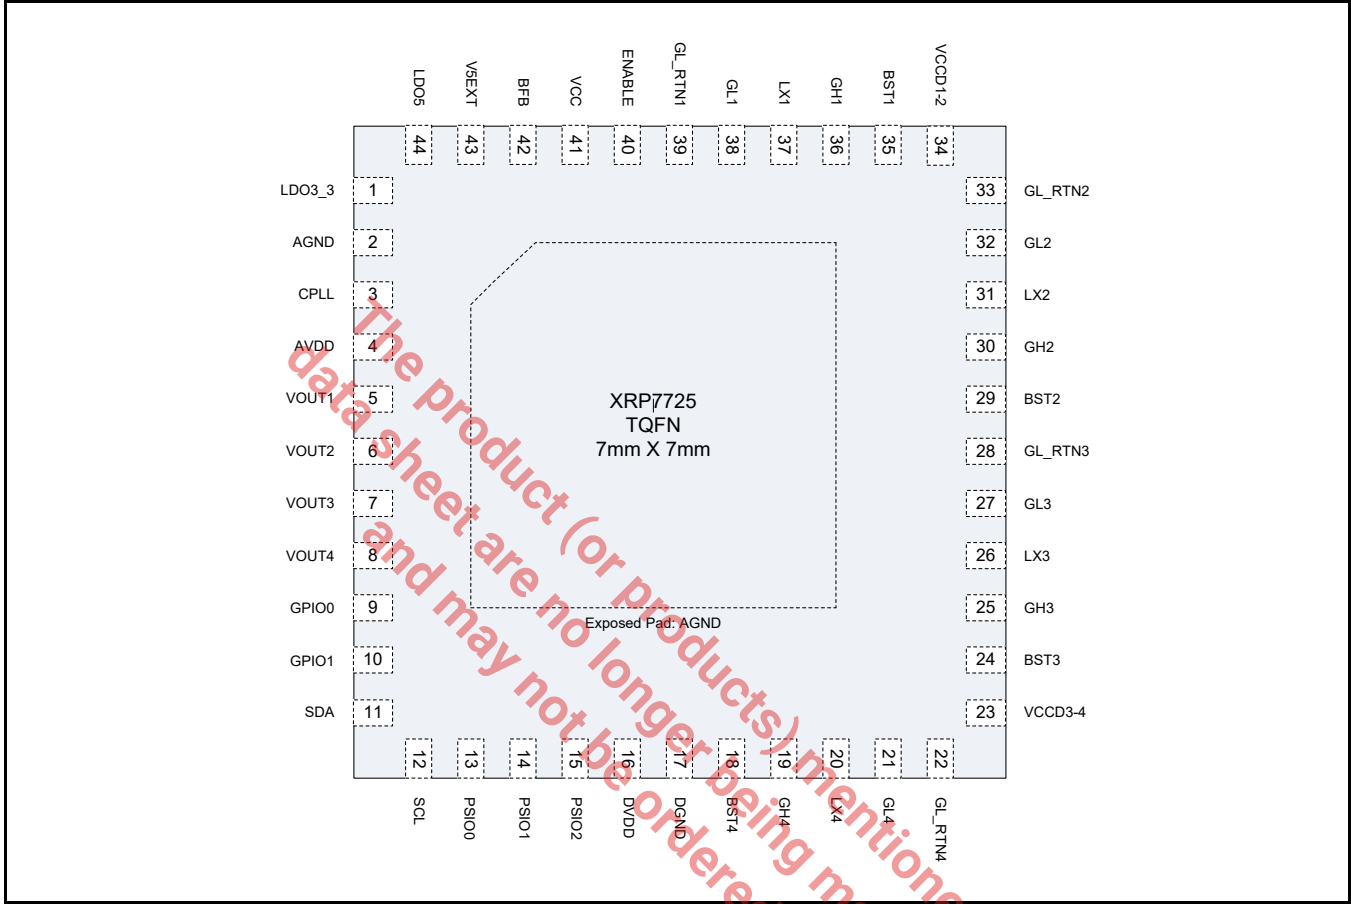 LDO5
V5EXT
BFB
VCC
ENABLE
GL_RTN1
GL1
LX1
GH1
BST1
VCCD1-2
44
43
42
41
40
39
38
37
36
35
34
LDO3_3 1
AGND 2
CPLL 3
AVDD 4
VOUT1 5
VOUT2 6
VOUT3 7
VOUT4 8
GPIO0 9
GPIO1 10
SDA 11
33 GL_RTN2
32 GL2
31 LX2
30 GH2
29 BST2
28 GL_RTN3
27 GL3
26 LX3
25 GH3
24 BST3
23 VCCD3-4
XRP7725
TQFN
7mm X 7mm
Exposed Pad: AGND
12
13
14
15
16
17
18
19
20
21
22
SCL
PSIO0
PSIO1
PSIO2
DVDD
DGND
BST4
GH4
LX4
GL4
GL_RTN4
The product (or products) mentione
data sheet are no longer being m
and may not be ordere